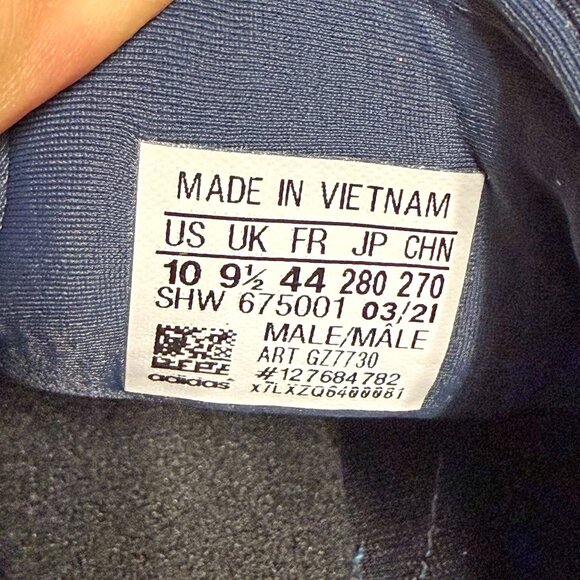 MADE IN VIETNAM
US UK FR JP CHN
10 9½ 44 280 270
SHW 675001 03/21
MALE/MÂLE
ART GZ7730
#127684782
adidas
X7LXZQ6400081